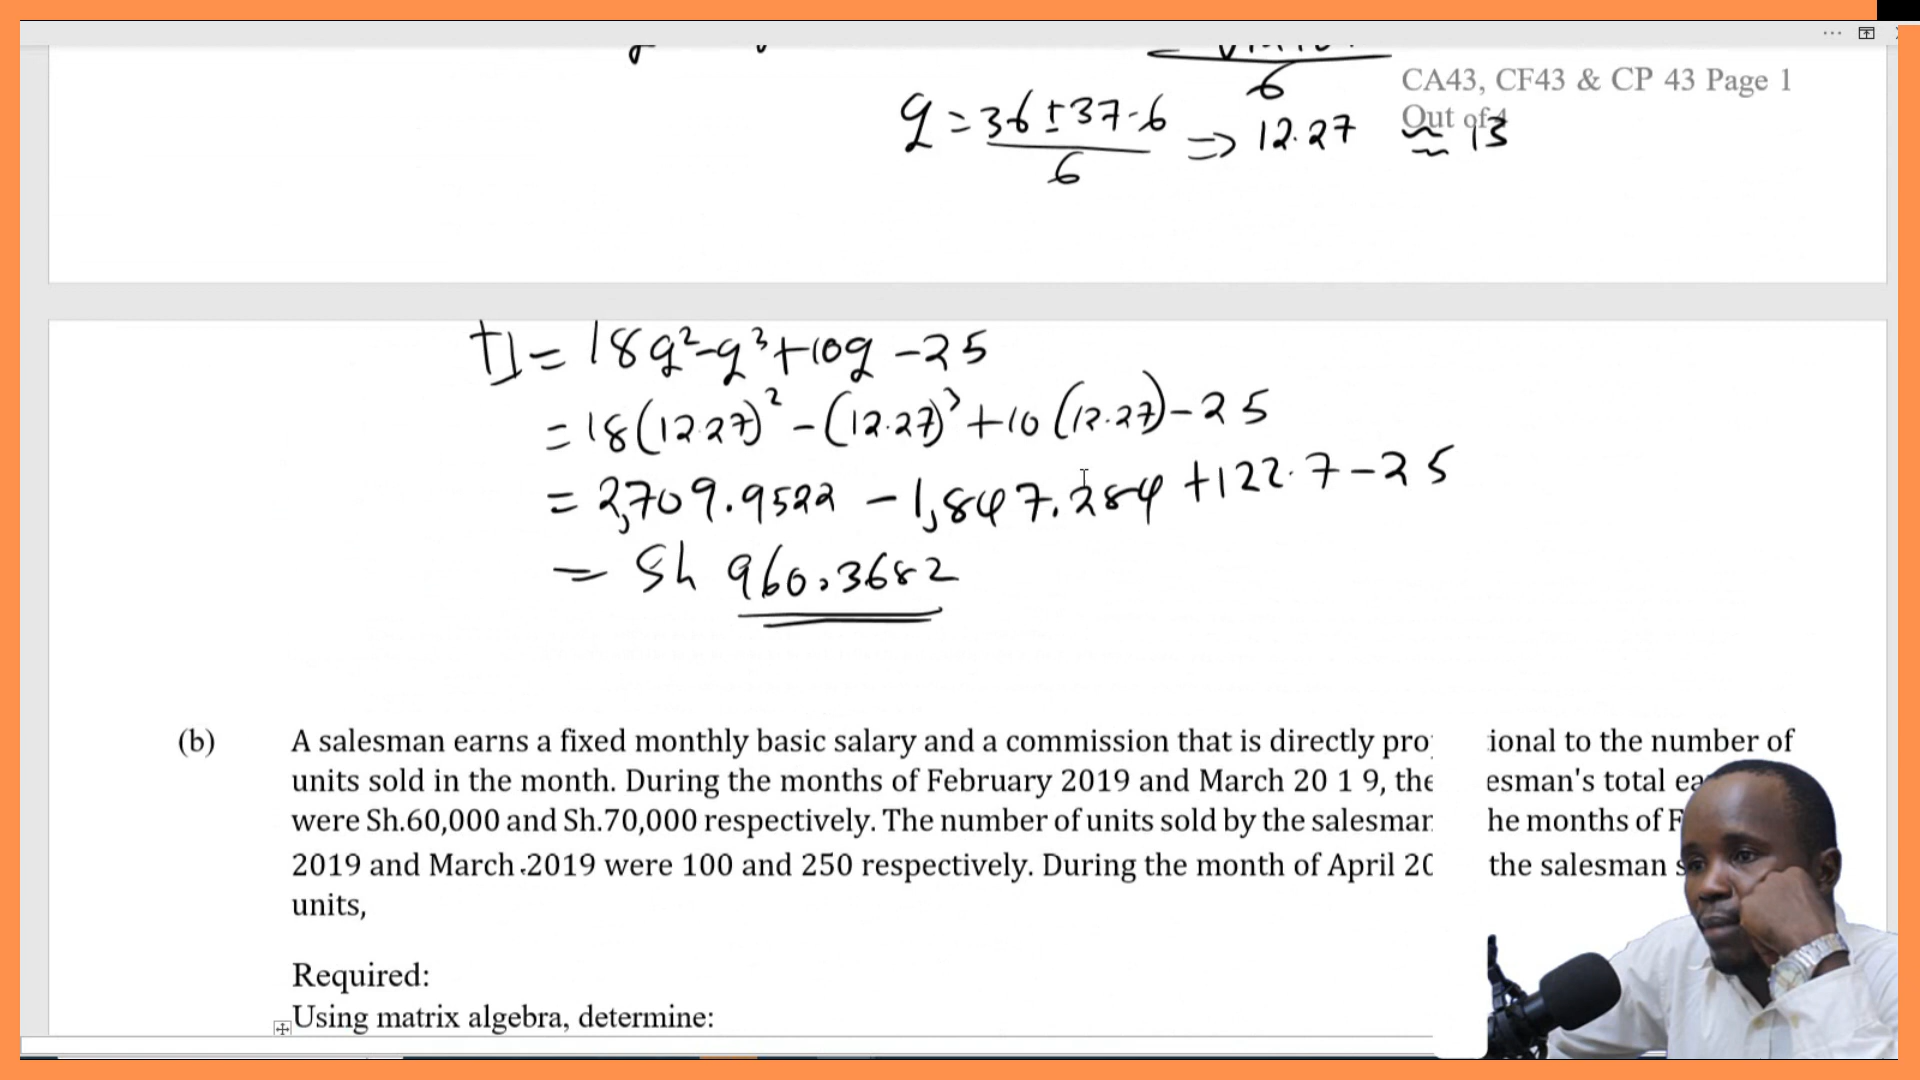 6
CA43, CF43 & CP 43 Page 1
Out of 4
q = 36 ± 37.6 => 12.27 ≈ 13
6
π = 18q²-q³+10q -25
= 18(12.27)² - (12.27)³ +10 (12.27) - 25
= 2,709.9522 - 1,847.284 + 122.7 - 25
= Sh 960.3682
(b) A salesman earns a fixed monthly basic salary and a commission that is directly pro ional to the number of
units sold in the month. During the months of February 2019 and March 20 1 9, the esman's total ea
were Sh.60,000 and Sh.70,000 respectively. The number of units sold by the salesman he months of F
2019 and March.2019 were 100 and 250 respectively. During the month of April 20 the salesman s
units,
Required:
Using matrix algebra, determine: